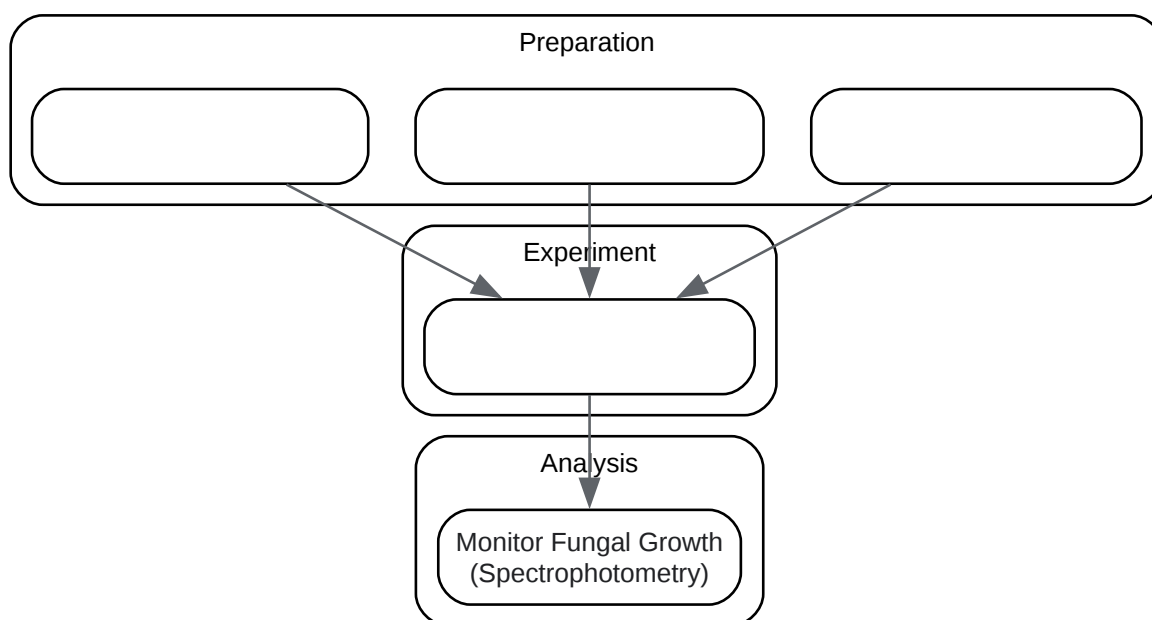 Preparation
Experiment
Analysis
Monitor Fungal Growth
(Spectrophotometry)